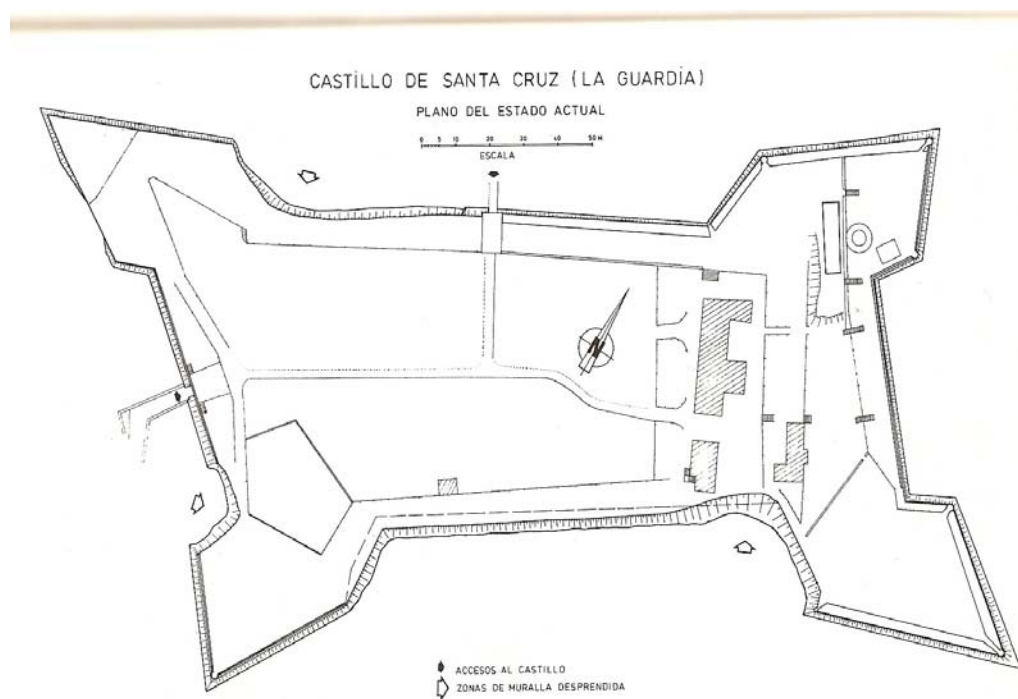 CASTILLO DE SANTA CRUZ (LA GUARDIA)
PLANO DEL ESTADO ACTUAL
0 5 10 20 30 40 50 M.
ESCALA
N
ACCESOS AL CASTILLO
ZONAS DE MURALLA DESPRENDIDA